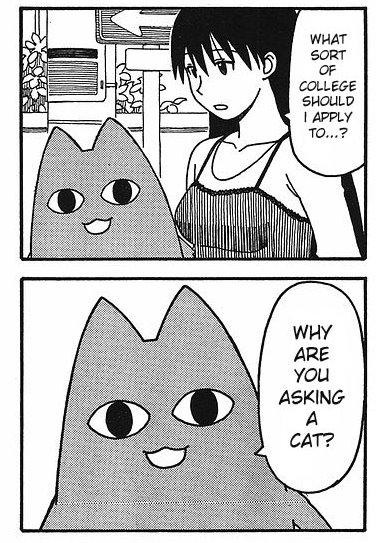 WHAT
SORT
OF
COLLEGE
SHOULD
I APPLY
TO...?
WHY
ARE
YOU
ASKING
A
CAT?